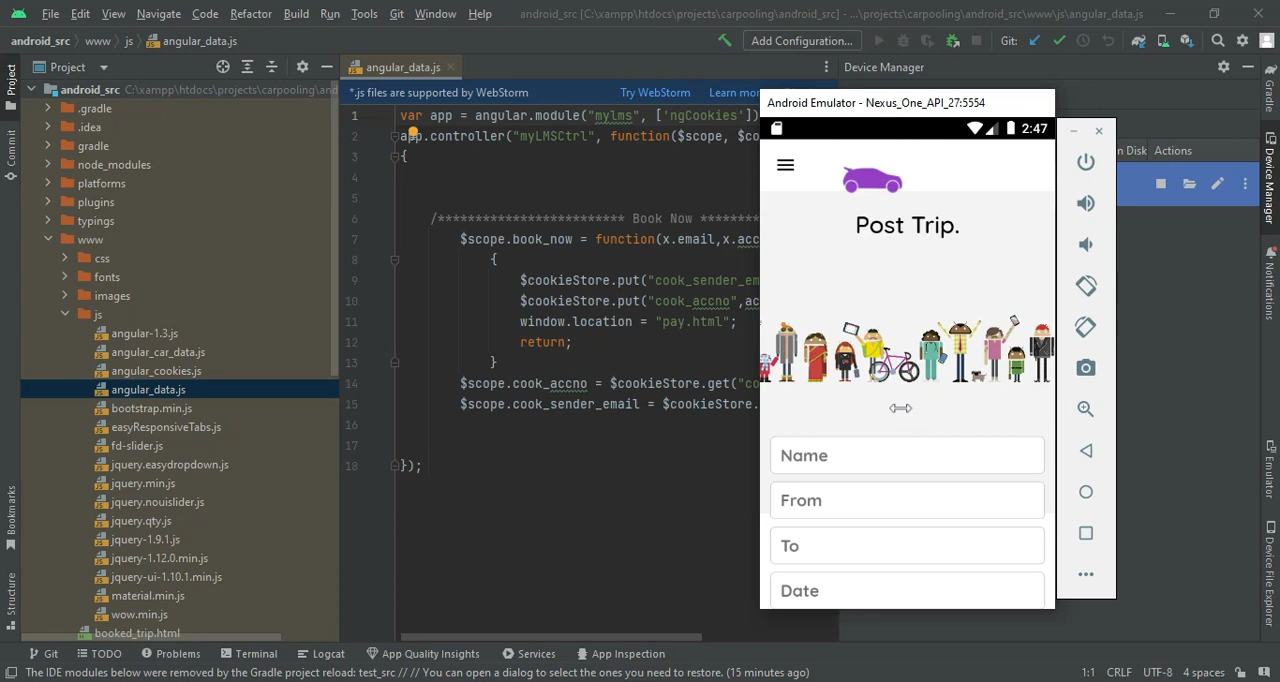 File Edit View Navigate Code Refactor Build Run Tools Git Window Help android_src [C:\xampp\htdocs\projects\carpooling\android_src] - ...\projects\carpooling\android_src\www\js\angular_data.js
android_src www js angular_data.js Add Configuration... Git:
Project android_data.js Device Manager
android_src C:\xampp\htdocs\projects\carpooling\and
*.js files are supported by WebStorm Try WebStorm Learn mor
.gradle
.idea
gradle
node_modules
platforms
plugins
typings
www
css
fonts
images
js
angular-1.3.js
angular_car_data.js
angular_cookies.js
angular_data.js
bootstrap.min.js
easyResponsiveTabs.js
fd-slider.js
jquery.easydropdown.js
jquery.min.js
jquery.nouislider.js
jquery.qty.js
jquery-1.9.1.js
jquery-1.12.0.min.js
jquery-ui-1.10.1.min.js
material.min.js
wow.min.js
booked_trip.html
1 var app = angular.module("mylms", ['ngCookies'])
2 app.controller("myLMSCtrl", function($scope, $co
3 {
4
5
6 /************************* Book Now *******
7 $scope.book_now = function(x.email,x.acc
8 {
9 $cookieStore.put("cook_sender_em
10 $cookieStore.put("cook_accno",ac
11 window.location = "pay.html";
12 return;
13 }
14 $scope.cook_accno = $cookieStore.get("co
15 $scope.cook_sender_email = $cookieStore.
16
17
18 });
Android Emulator - Nexus_One_API_27:5554
2:47
Post Trip.
Name
From
To
Date
n Disk Actions
Project
Commit
Bookmarks
Structure
Gradle
Device Manager
Notifications
Emulator
Device File Explorer
Git TODO Problems Terminal Logcat App Quality Insights Services App Inspection
The IDE modules below were removed by the Gradle project reload: test_src // // You can open a dialog to select the ones you need to restore. (15 minutes ago) 1:1 CRLF UTF-8 4 spaces